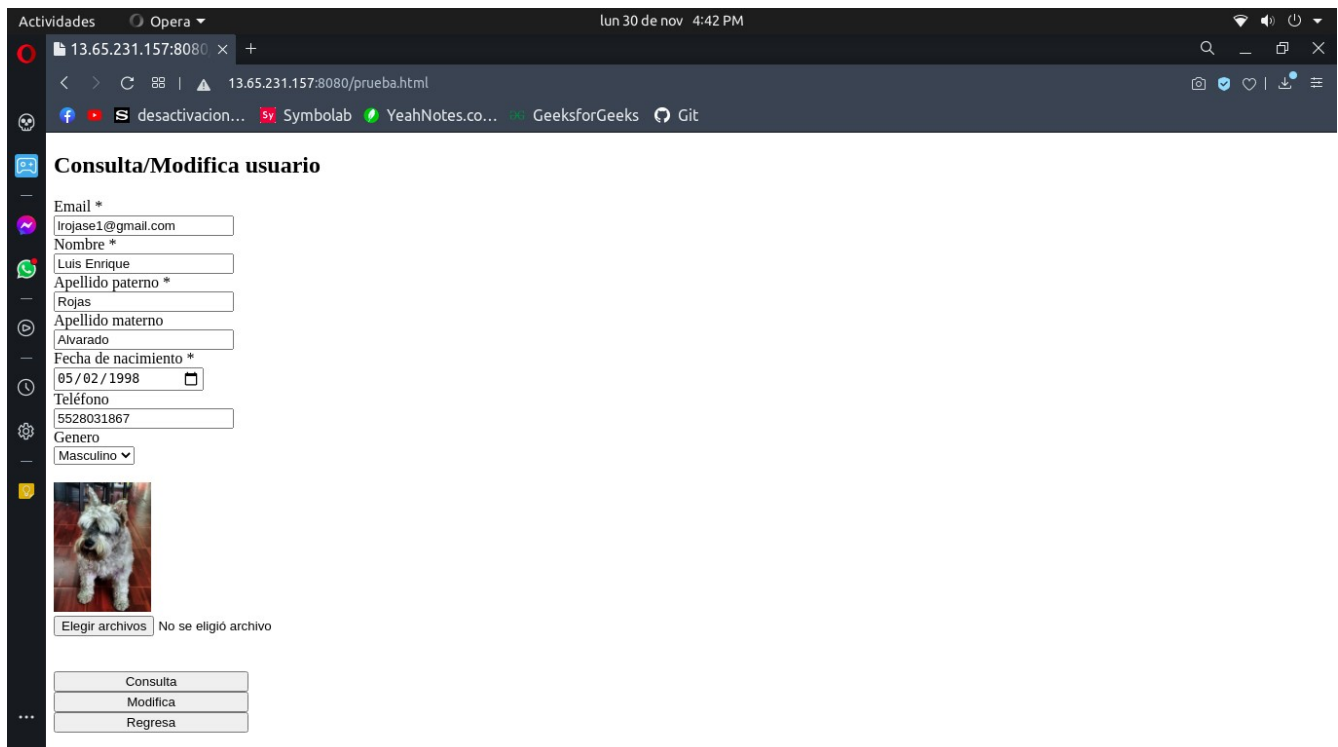 Actividades Opera lun 30 de nov 4:42 PM
13.65.231.157:8080
13.65.231.157:8080/prueba.html
desactivacion... Sy Symbolab YeahNotes.co... GeeksforGeeks Git
Consulta/Modifica usuario
Email *
lrojase1@gmail.com
Nombre *
Luis Enrique
Apellido paterno *
Rojas
Apellido materno
Alvarado
Fecha de nacimiento *
05/02/1998
Teléfono
5528031867
Genero
Masculino
Elegir archivos No se eligió archivo
Consulta
Modifica
Regresa